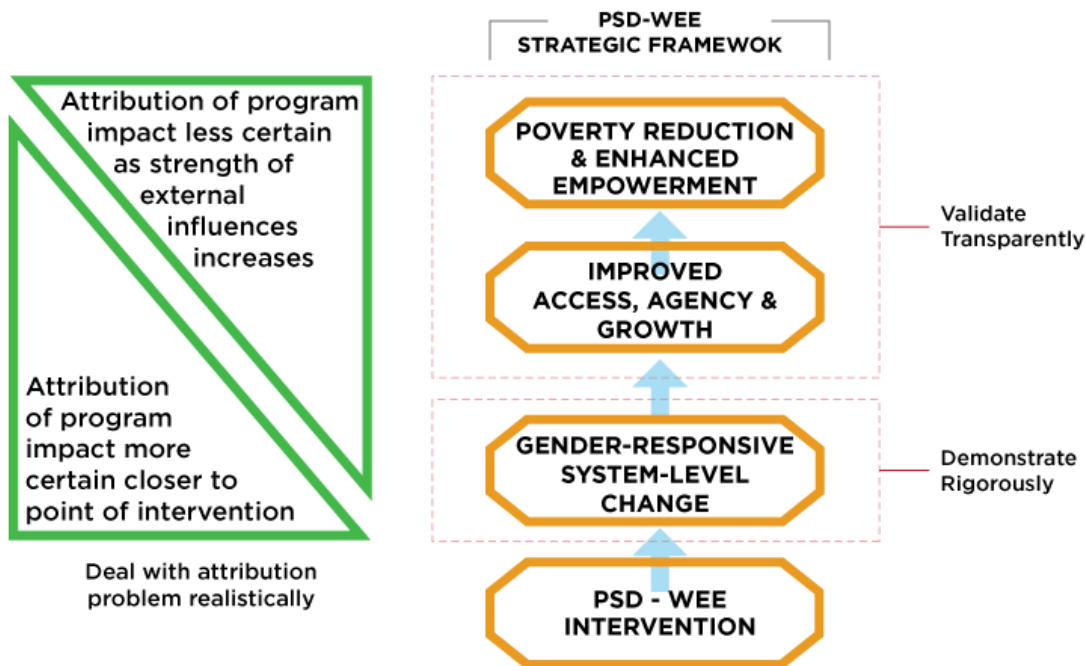 PSD-WEE
STRATEGIC FRAMEWOK
Attribution of program
impact less certain
as strength of
external
influences
increases
Attribution
of program
impact more
certain closer to
point of intervention
Deal with attribution
problem realistically
POVERTY REDUCTION
& ENHANCED
EMPOWERMENT
IMPROVED
ACCESS, AGENCY &
GROWTH
Validate
Transparently
GENDER-RESPONSIVE
SYSTEM-LEVEL
CHANGE
Demonstrate
Rigorously
PSD - WEE
INTERVENTION